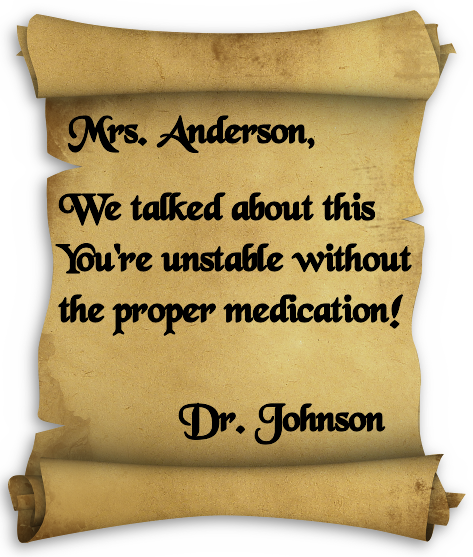 Mrs. Anderson,
We talked about this
You're unstable without
the proper medication!
Dr. Johnson